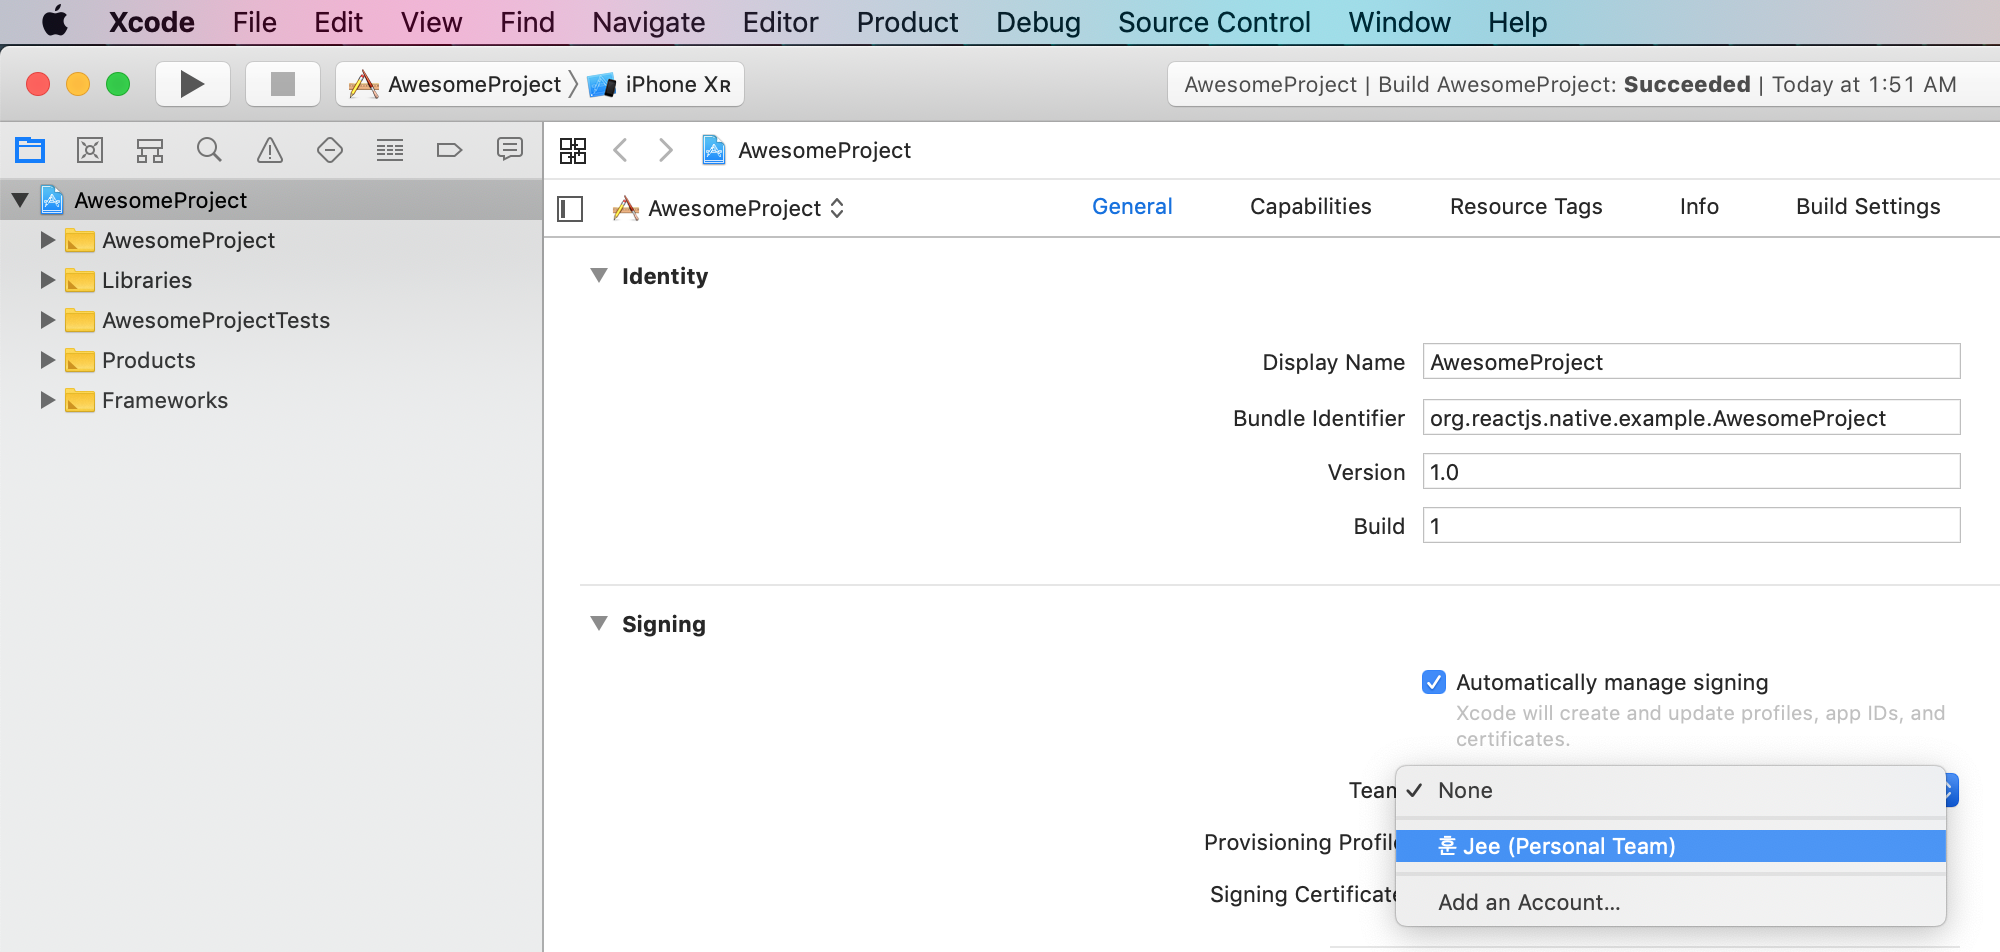 Xcode File Edit View Find Navigate Editor Product Debug Source Control Window Help
AwesomeProject iPhone Xʀ AwesomeProject | Build AwesomeProject: Succeeded | Today at 1:51 AM
AwesomeProject
AwesomeProject
AwesomeProject
Libraries
AwesomeProjectTests
Products
Frameworks
AwesomeProject General Capabilities Resource Tags Info Build Settings
Identity
Display Name AwesomeProject
Bundle Identifier org.reactjs.native.example.AwesomeProject
Version 1.0
Build 1
Signing
Automatically manage signing
Xcode will create and update profiles, app IDs, and
certificates.
Team None
Provisioning Profile 훈 Jee (Personal Team)
Signing Certificate Add an Account...